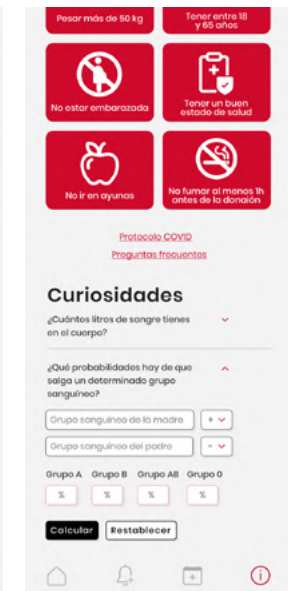 Pesar más de 50 kg
Tener entre 18
y 65 años
No estar embarazada
Tener un buen
estado de salud
No ir en ayunas
No fumar al menos 1h
antes de la donaión
Protocolo COVID
Preguntas frecuentes
Curiosidades
¿Cuántos litros de sangre tienes
en el cuerpo?
¿Qué probabilidades hay de que
salga un determinado grupo
sanguíneo?
Grupo sanguíneo de la madre
+
Grupo sanguíneo del padre
-
Grupo A Grupo B Grupo AB Grupo 0
% % % %
Calcular Restablecer